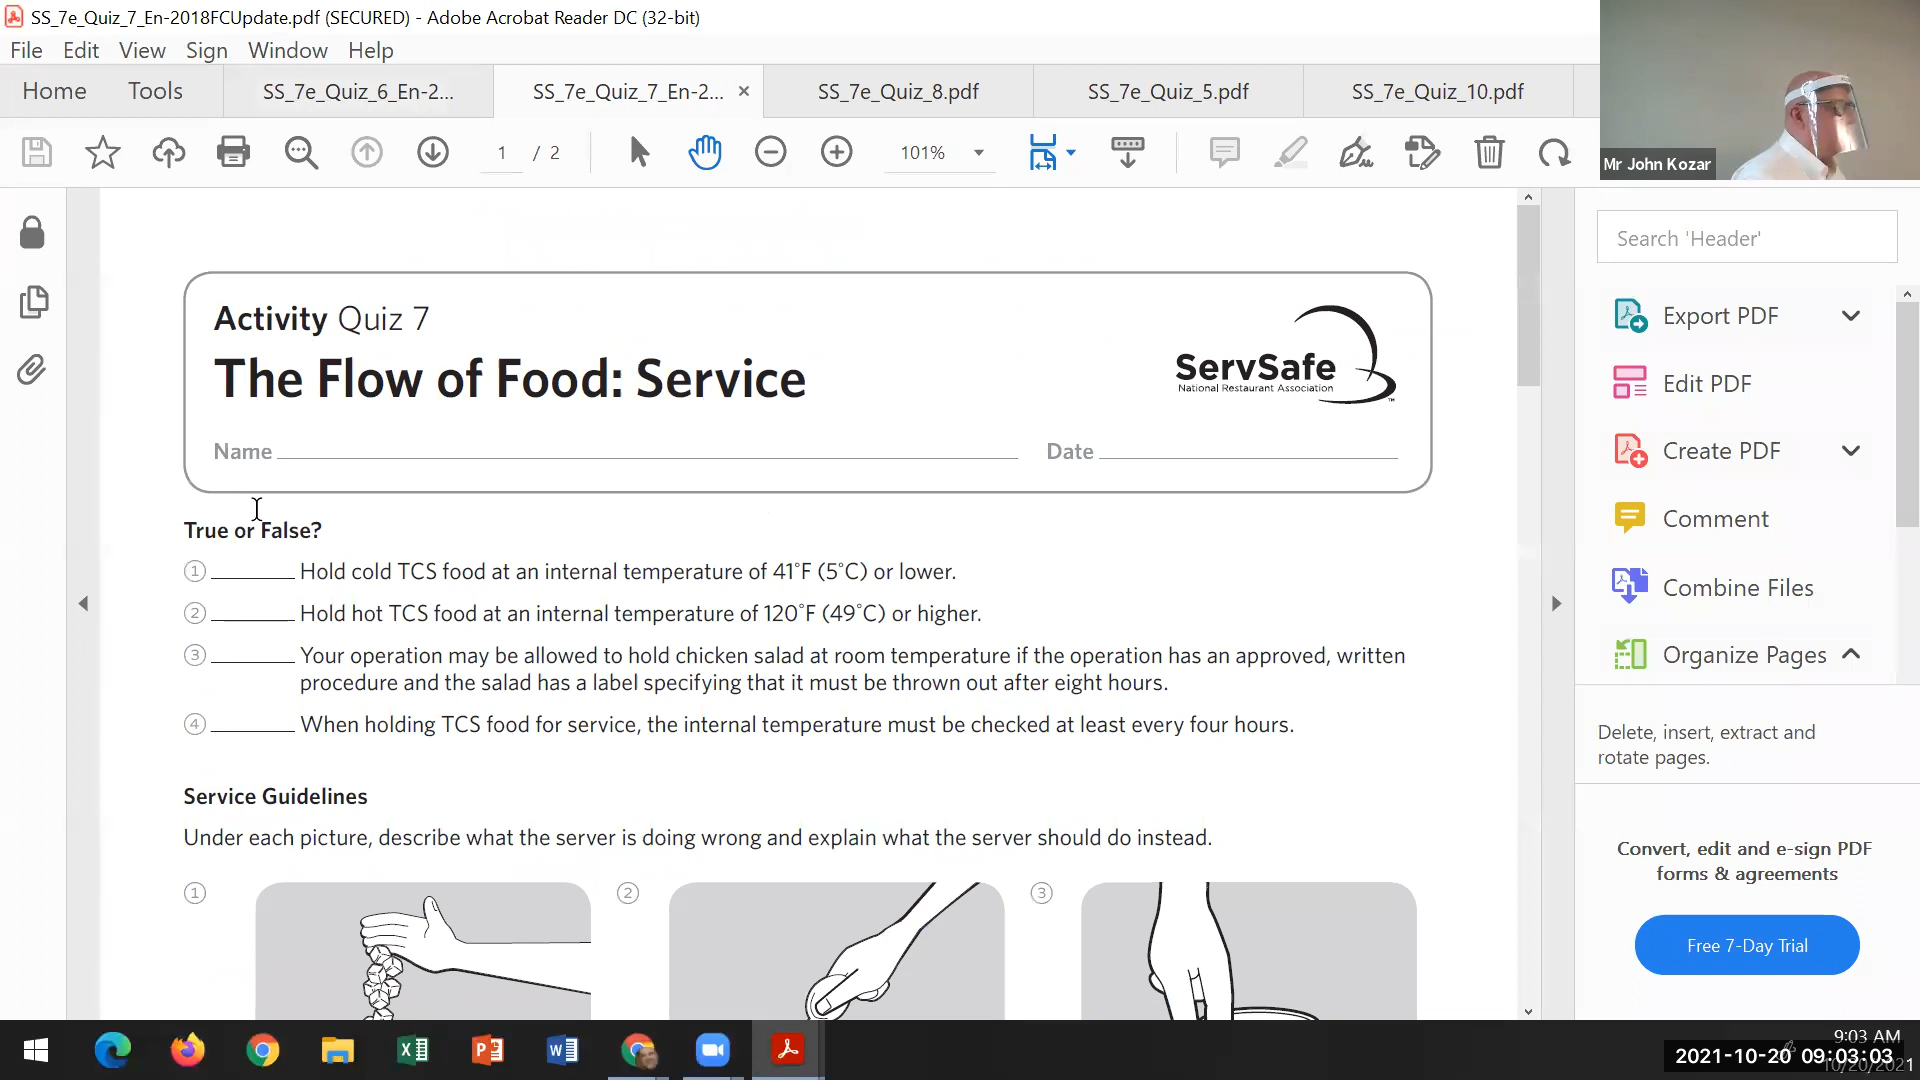 SS_7e_Quiz_7_En-2018FCUpdate.pdf (SECURED) - Adobe Acrobat Reader DC (32-bit)
File Edit View Sign Window Help
Home Tools SS_7e_Quiz_6_En-2... SS_7e_Quiz_7_En-2... × SS_7e_Quiz_8.pdf SS_7e_Quiz_5.pdf SS_7e_Quiz_10.pdf
1 / 2 101%
Mr John Kozar
Activity Quiz 7
The Flow of Food: Service
ServSafe
National Restaurant Association
™
Name Date
True or False?
1 Hold cold TCS food at an internal temperature of 41°F (5°C) or lower.
2 Hold hot TCS food at an internal temperature of 120°F (49°C) or higher.
3 Your operation may be allowed to hold chicken salad at room temperature if the operation has an approved, written
procedure and the salad has a label specifying that it must be thrown out after eight hours.
4 When holding TCS food for service, the internal temperature must be checked at least every four hours.
Service Guidelines
Under each picture, describe what the server is doing wrong and explain what the server should do instead.
1 2 3
Search 'Header'
Export PDF
Edit PDF
Create PDF
Comment
Combine Files
Organize Pages
Delete, insert, extract and
rotate pages.
Convert, edit and e-sign PDF
forms & agreements
Free 7-Day Trial
9:03 AM
2021-10-20 09:03:03
10/20/2021